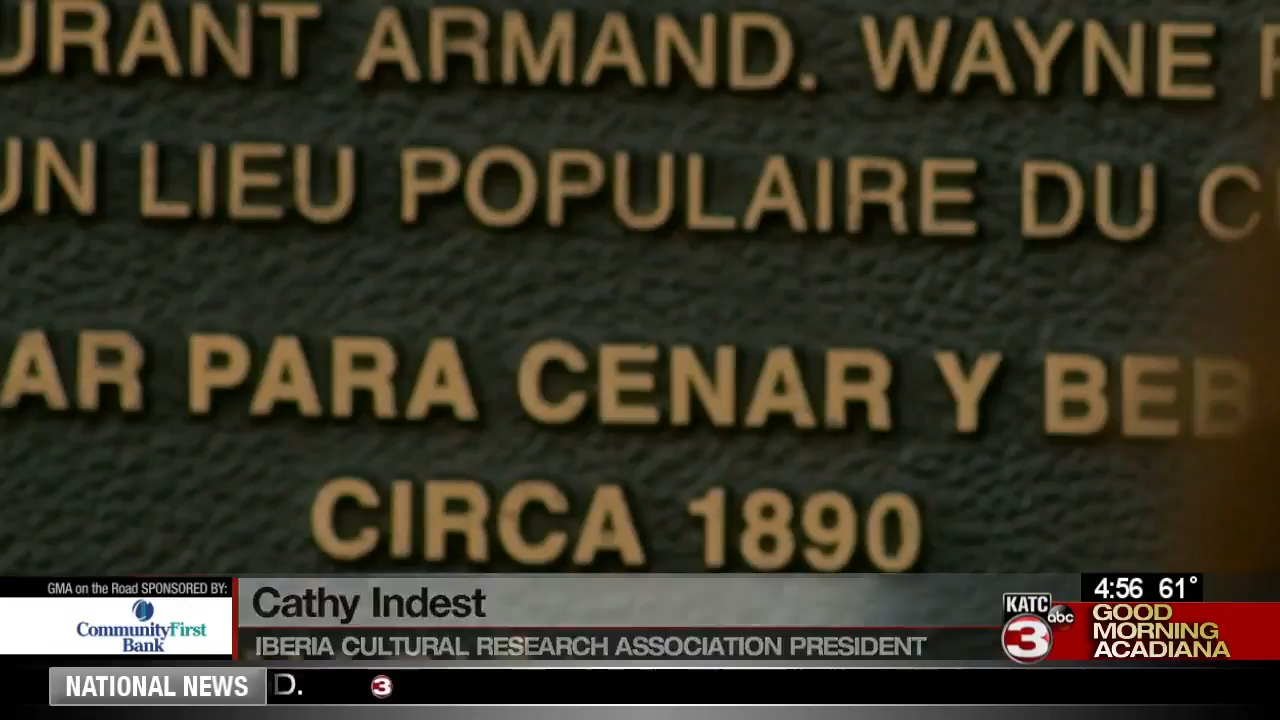 URANT ARMAND. WAYNE
UN LIEU POPULAIRE DU
AR PARA CENAR Y BEB
CIRCA 1890
GMA on the Road SPONSORED BY:
CommunityFirst
Bank
Cathy Indest
IBERIA CULTURAL RESEARCH ASSOCIATION PRESIDENT
KATC
3
abc
4:56 61°
GOOD
MORNING
ACADIANA
NATIONAL NEWS D. 3